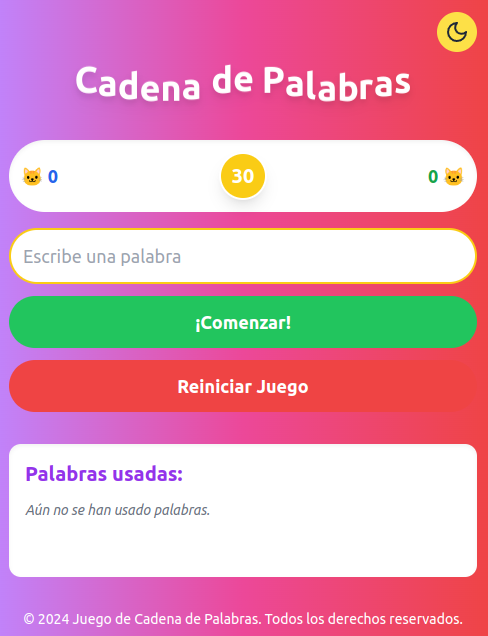 Cadena de Palabras
0 30 0
Escribe una palabra
¡Comenzar!
Reiniciar Juego
Palabras usadas:
Aún no se han usado palabras.
© 2024 Juego de Cadena de Palabras. Todos los derechos reservados.